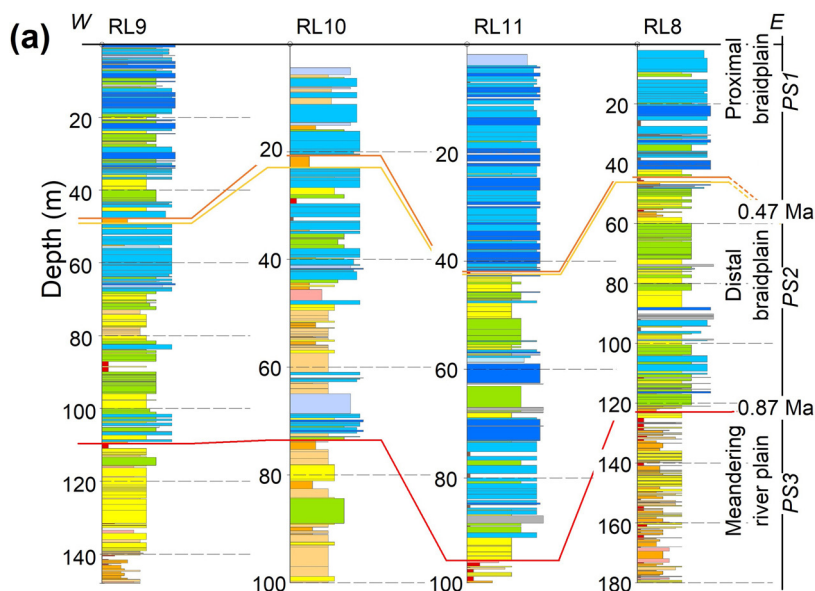 (a)
W RL9 RL10 RL11 RL8 E
Depth (m)
20
40
60
80
100
120
140
20
40
60
80
100
20
40
60
80
100
20
40
60
80
100
120
140
160
180
Proximal
braidplain
PS1
0.47 Ma
Distal
braidplain
PS2
0.87 Ma
Meandering
river plain
PS3